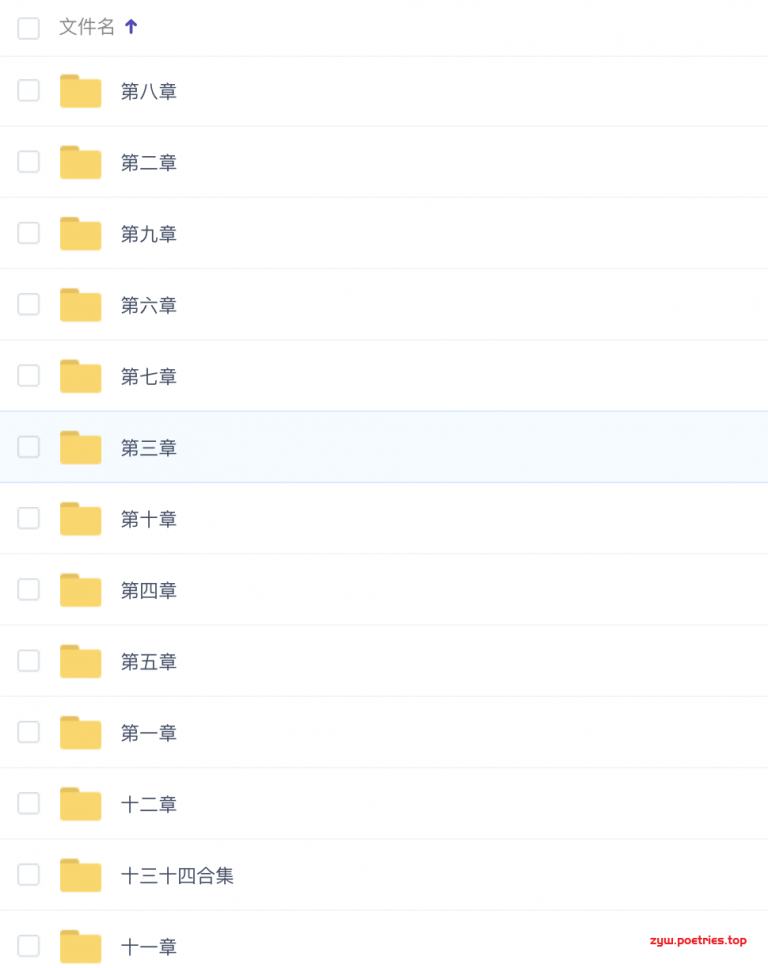 文件名
第八章
第二章
第九章
第六章
第七章
第三章
第十章
第四章
第五章
第一章
十二章
十三十四合集
十一章
zyw.poetries.top